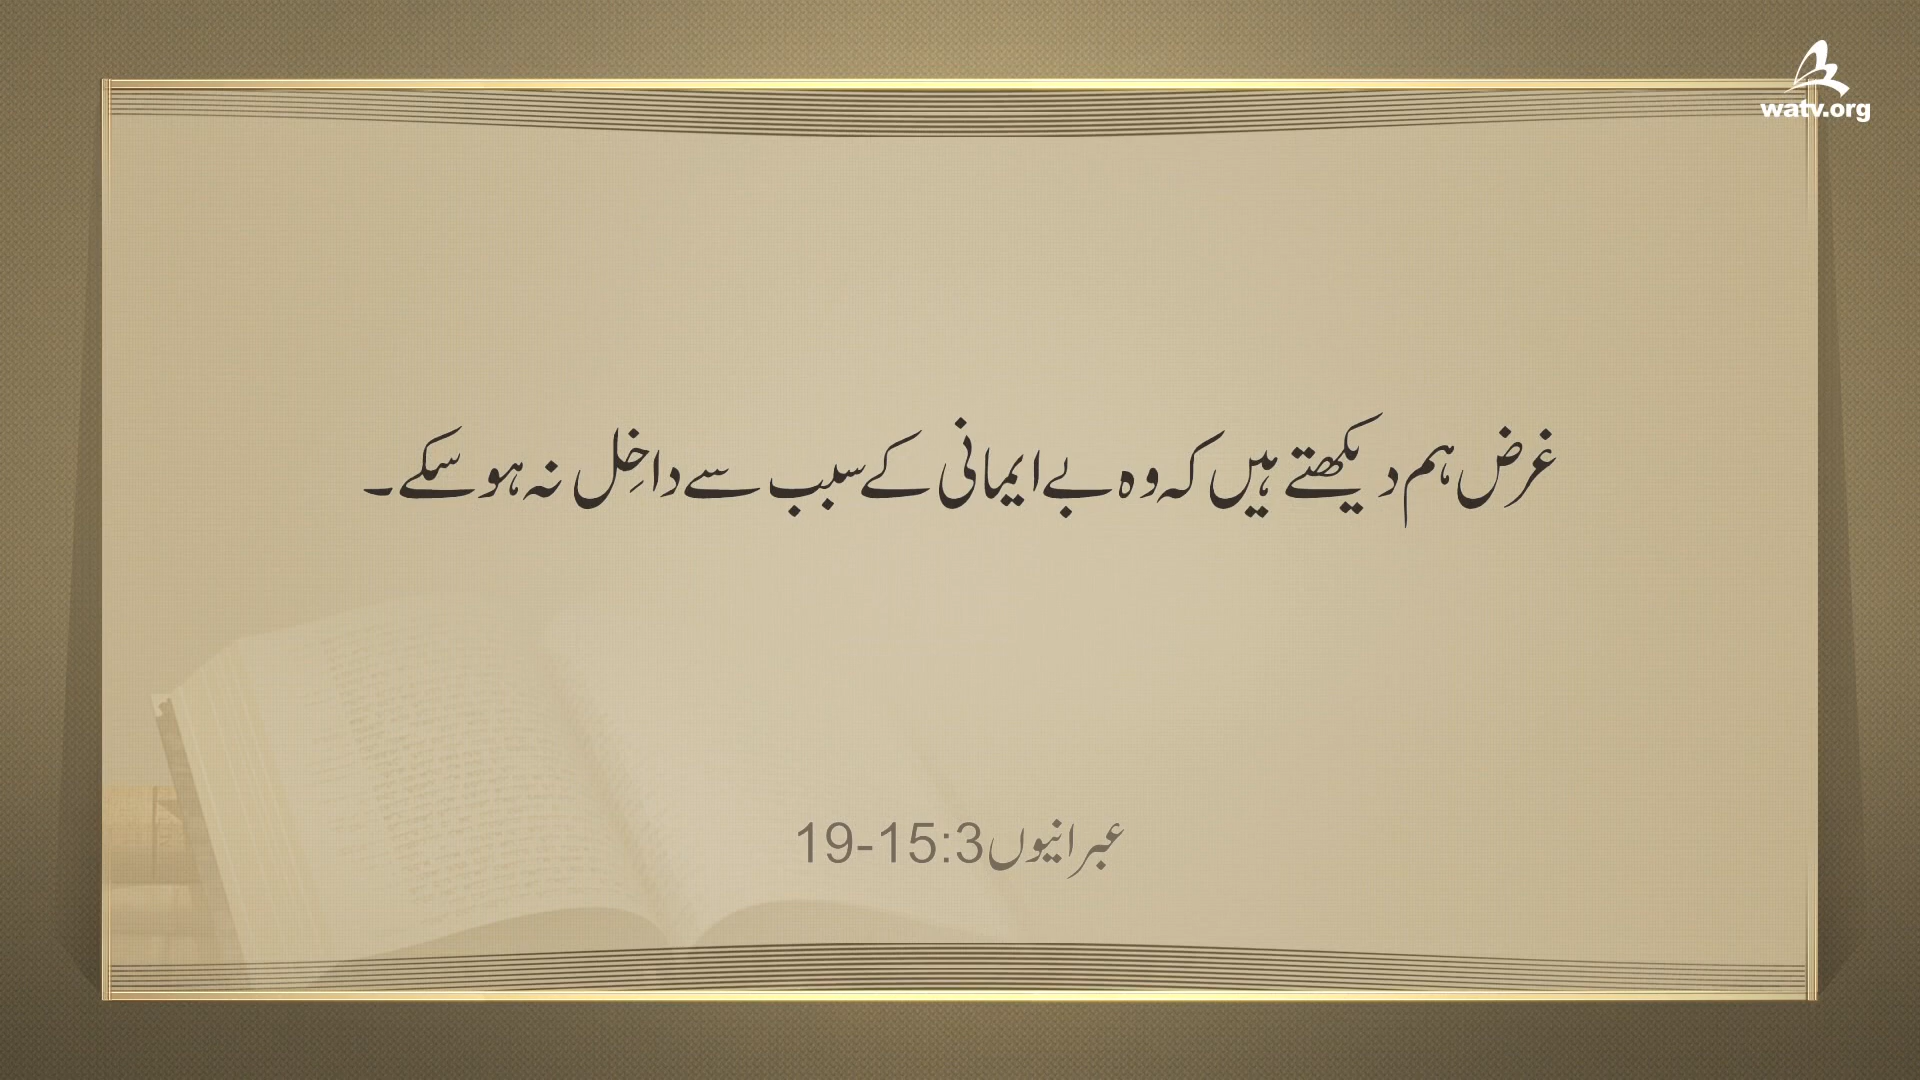 watv.org
غرض ہم دیکھتے ہیں کہ وہ بے ایمانی کے سبب سے داخِل نہ ہو سکے۔
عبرانیوں 3:15-19